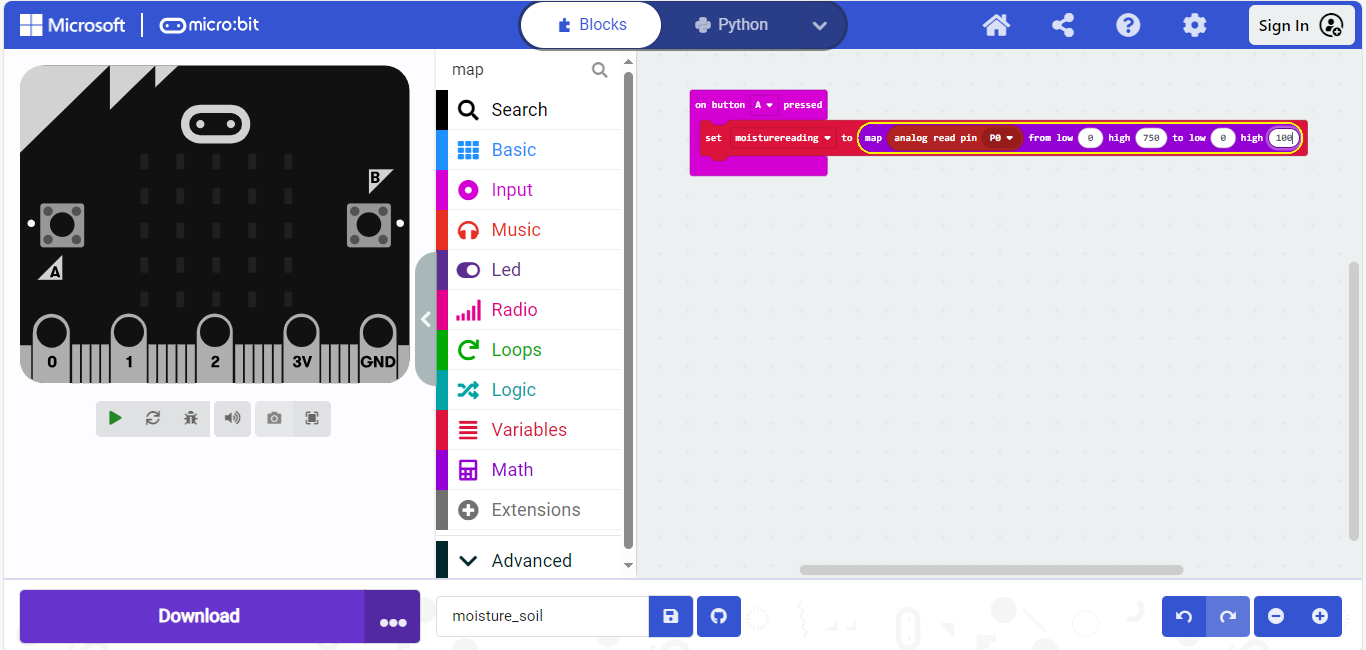 Microsoft micro:bit Blocks Python Sign In
map
Search
Basic
Input
Music
Led
Radio
Loops
Logic
Variables
Math
Extensions
Advanced
on button A pressed
set moisturereading to map analog read pin P0 from low 0 high 750 to low 0 high 100
B
A
0 1 2 3V GND
Download
moisture_soil